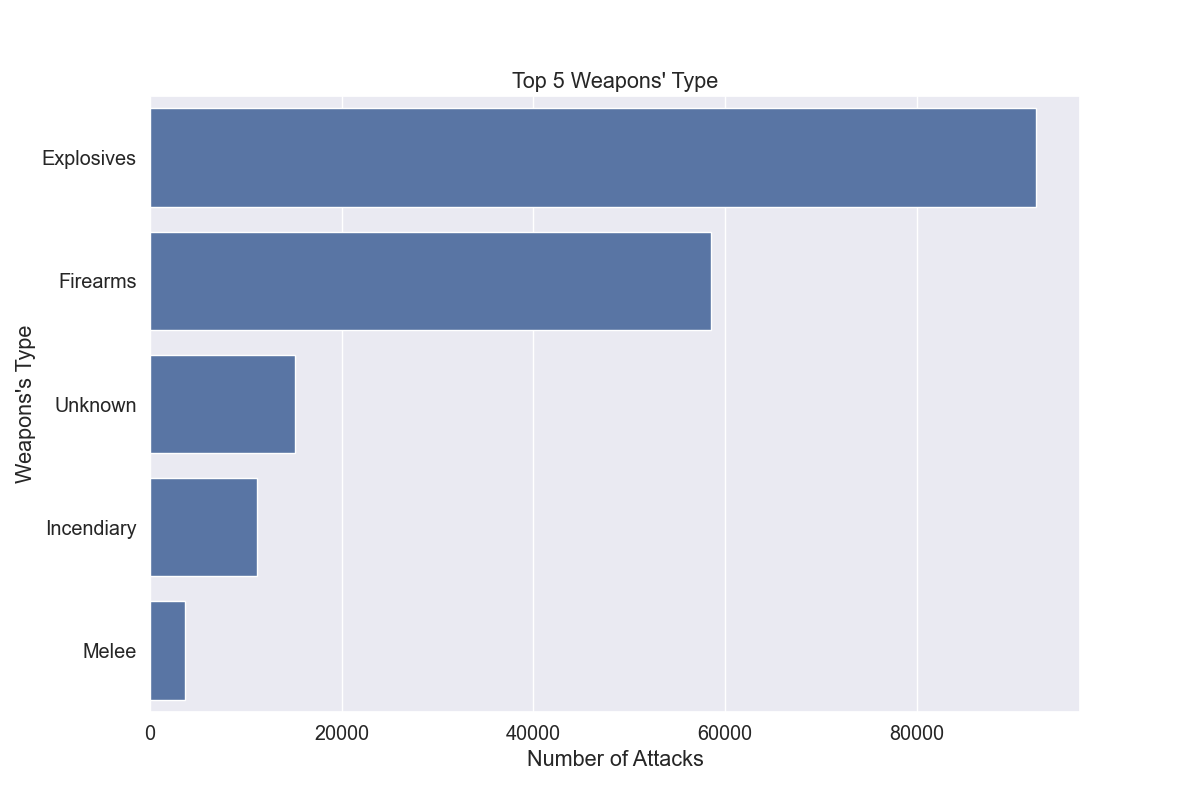 Top 5 Weapons' Type
Weapons's Type
Explosives
Firearms
Unknown
Incendiary
Melee
0 20000 40000 60000 80000
Number of Attacks